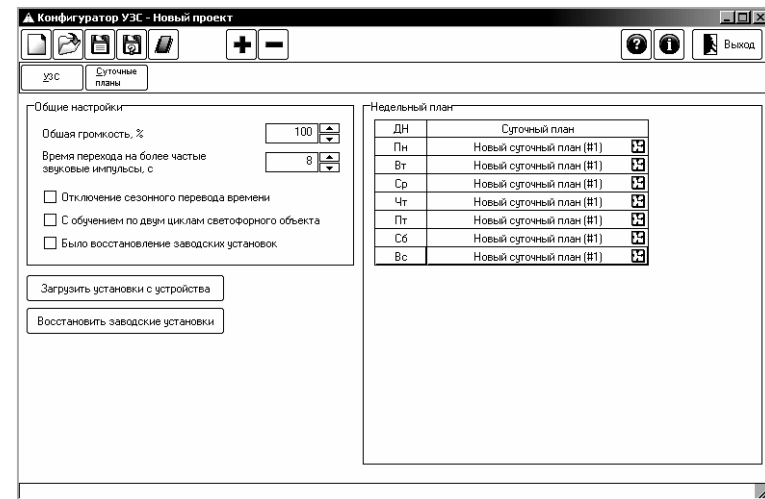 Конфигуратор УЗС - Новый проект
Выход
УЗС
Суточные
планы
Общие настройки
Обшая громкость, %
100
Время перехода на более частые
звуковые импульсы, с
8
Отключение сезонного перевода времени
С обучением по двум циклам светофорного объекта
Было восстановление заводских установок
Загрузить установки с устройства
Восстановить заводские установки
Недельный план
ДН Суточный план
Пн Новый суточный план (#1)
Вт Новый суточный план (#1)
Ср Новый суточный план (#1)
Чт Новый суточный план (#1)
Пт Новый суточный план (#1)
Сб Новый суточный план (#1)
Вс Новый суточный план (#1)